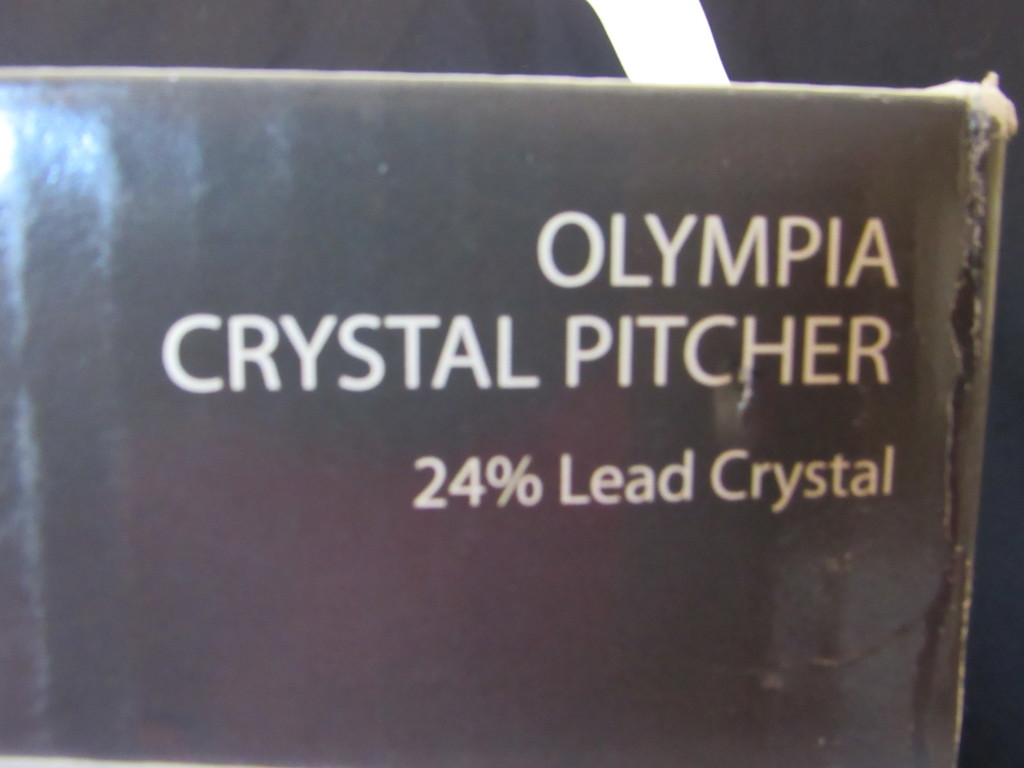 OLYMPIA
CRYSTAL PITCHER
24% Lead Crystal